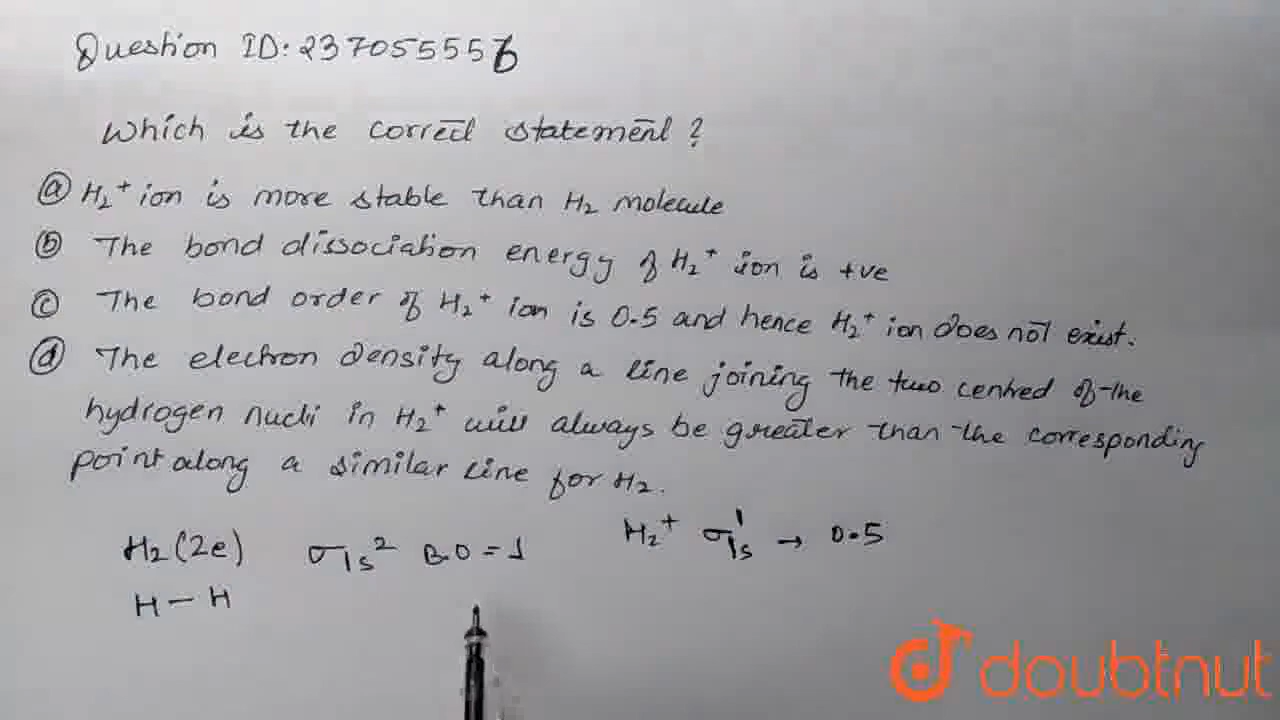 Question ID: 237055556
Which is the correct statement?
ⓐ H₂⁺ ion is more stable than H₂ molecule
ⓑ The bond dissociation energy of H₂⁺ ion is +ve
ⓒ The bond order of H₂⁺ ion is 0.5 and hence H₂⁺ ion does not exist.
ⓓ The electron density along a line joining the two centred of the
hydrogen nucli in H₂⁺ will always be greater than the corresponding
point along a similar line for H₂.
H₂(2e) σ1s² B.O = 1 H₂⁺ σ1s¹ → 0.5
H — H
doubtnut